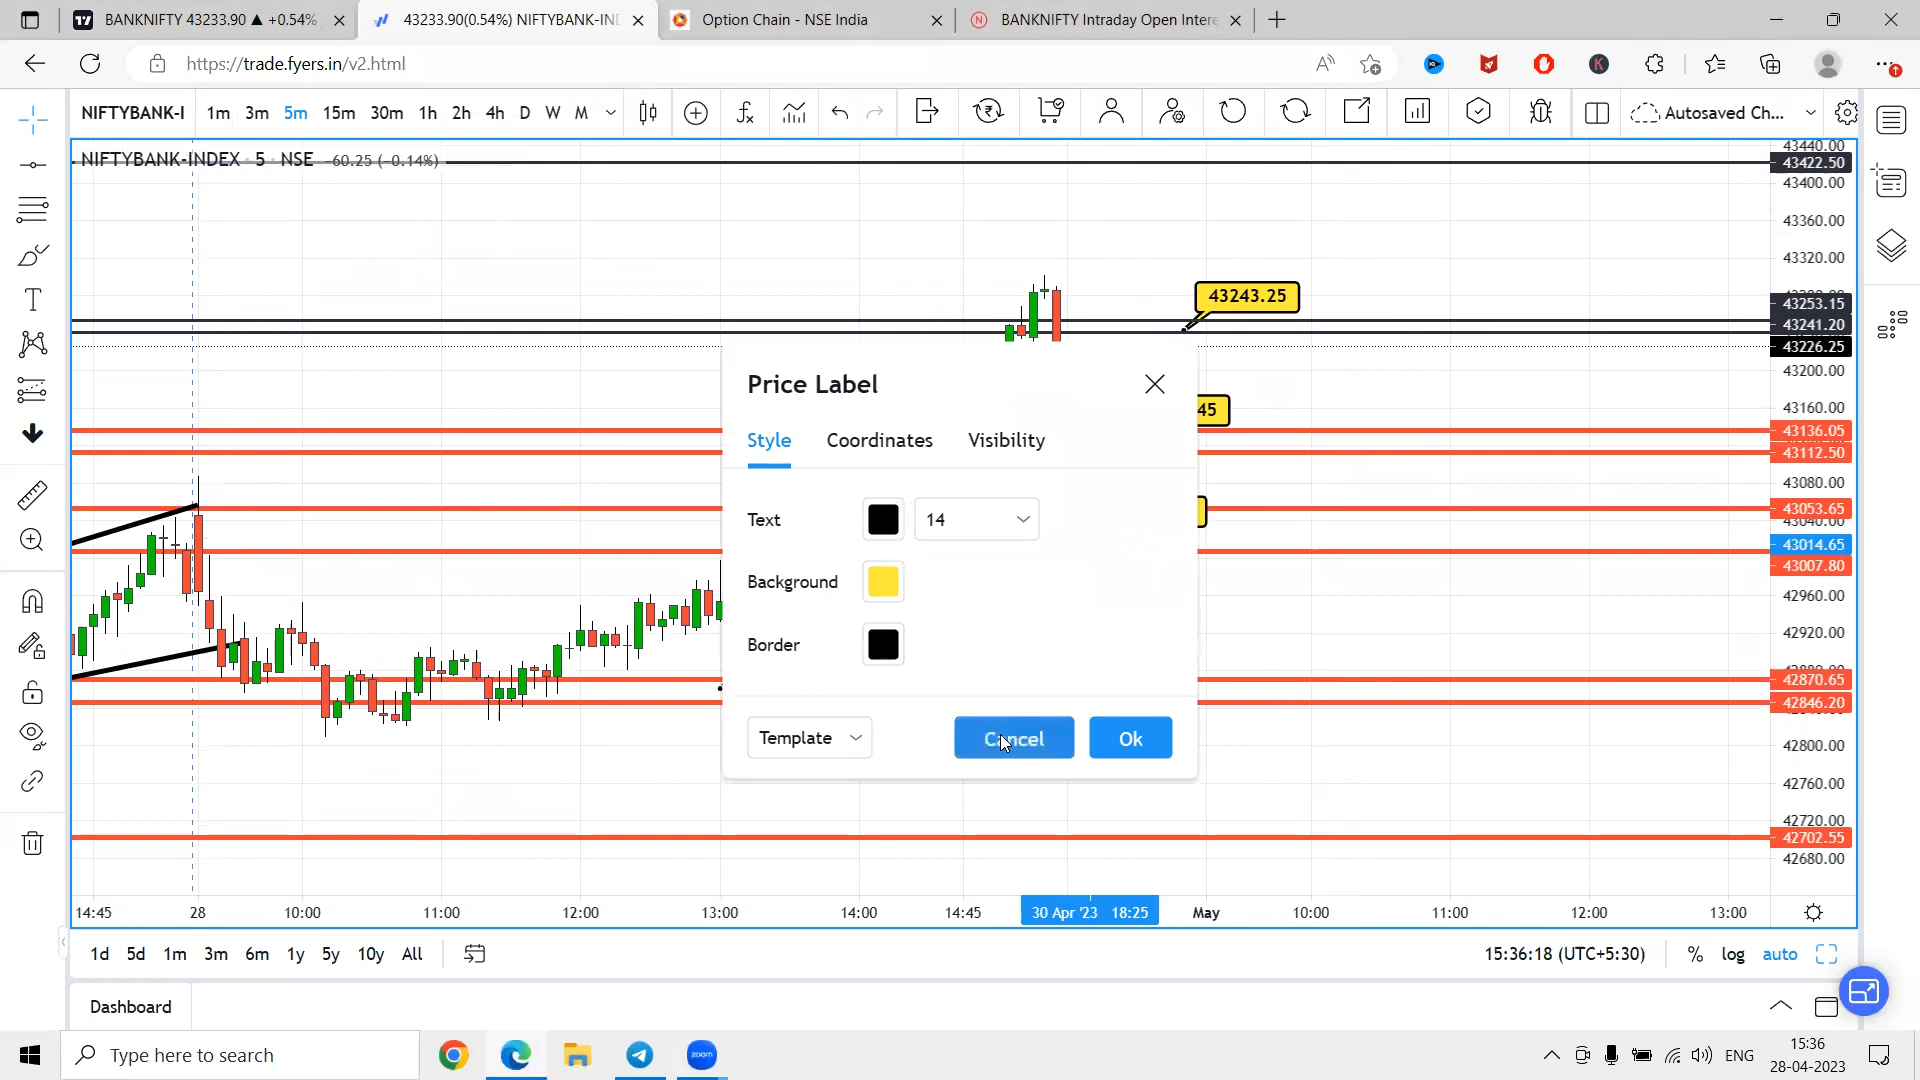 BANKNIFTY 43233.90 ▲ +0.54%
43233.90(0.54%) NIFTYBANK-IND
Option Chain - NSE India
BANKNIFTY Intraday Open Inter
https://trade.fyers.in/v2.html
NIFTYBANK-I 1m 3m 5m 15m 30m 1h 2h 4h D W M Autosaved Ch...
NIFTYBANK-INDEX · 5 · NSE −60.25 (−0.14%)
43440.00
43422.50
43400.00
43360.00
43320.00
43243.25
43253.15
43241.20
43226.25
43200.00
Price Label
45
43160.00
Style Coordinates Visibility
43136.05
43112.50
43080.00
43053.65
Text 14
43040.00
43014.65
43007.80
Background
42960.00
42920.00
Border
42880.00
42870.65
42846.20
Template Cancel Ok
42800.00
42760.00
42720.00
42702.55
42680.00
14:45 28 10:00 11:00 12:00 13:00 14:00 14:45 30 Apr '23 18:25 May 10:00 11:00 12:00 13:00
1d 5d 1m 3m 6m 1y 5y 10y All 15:36:18 (UTC+5:30) % log auto
Dashboard
Type here to search
zoom
ENG
15:36
28-04-2023